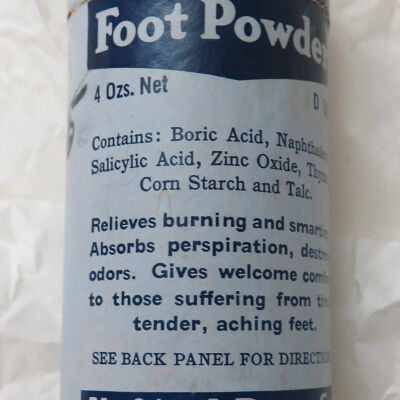 Foot Powder
4 Ozs. Net
Contains: Boric Acid,
Salicylic Acid, Zinc Oxide,
Corn Starch and Talc.
Relieves burning and
Absorbs perspiration,
odors. Gives welcome
to those suffering from
tender, aching feet.
SEE BACK PANEL FOR